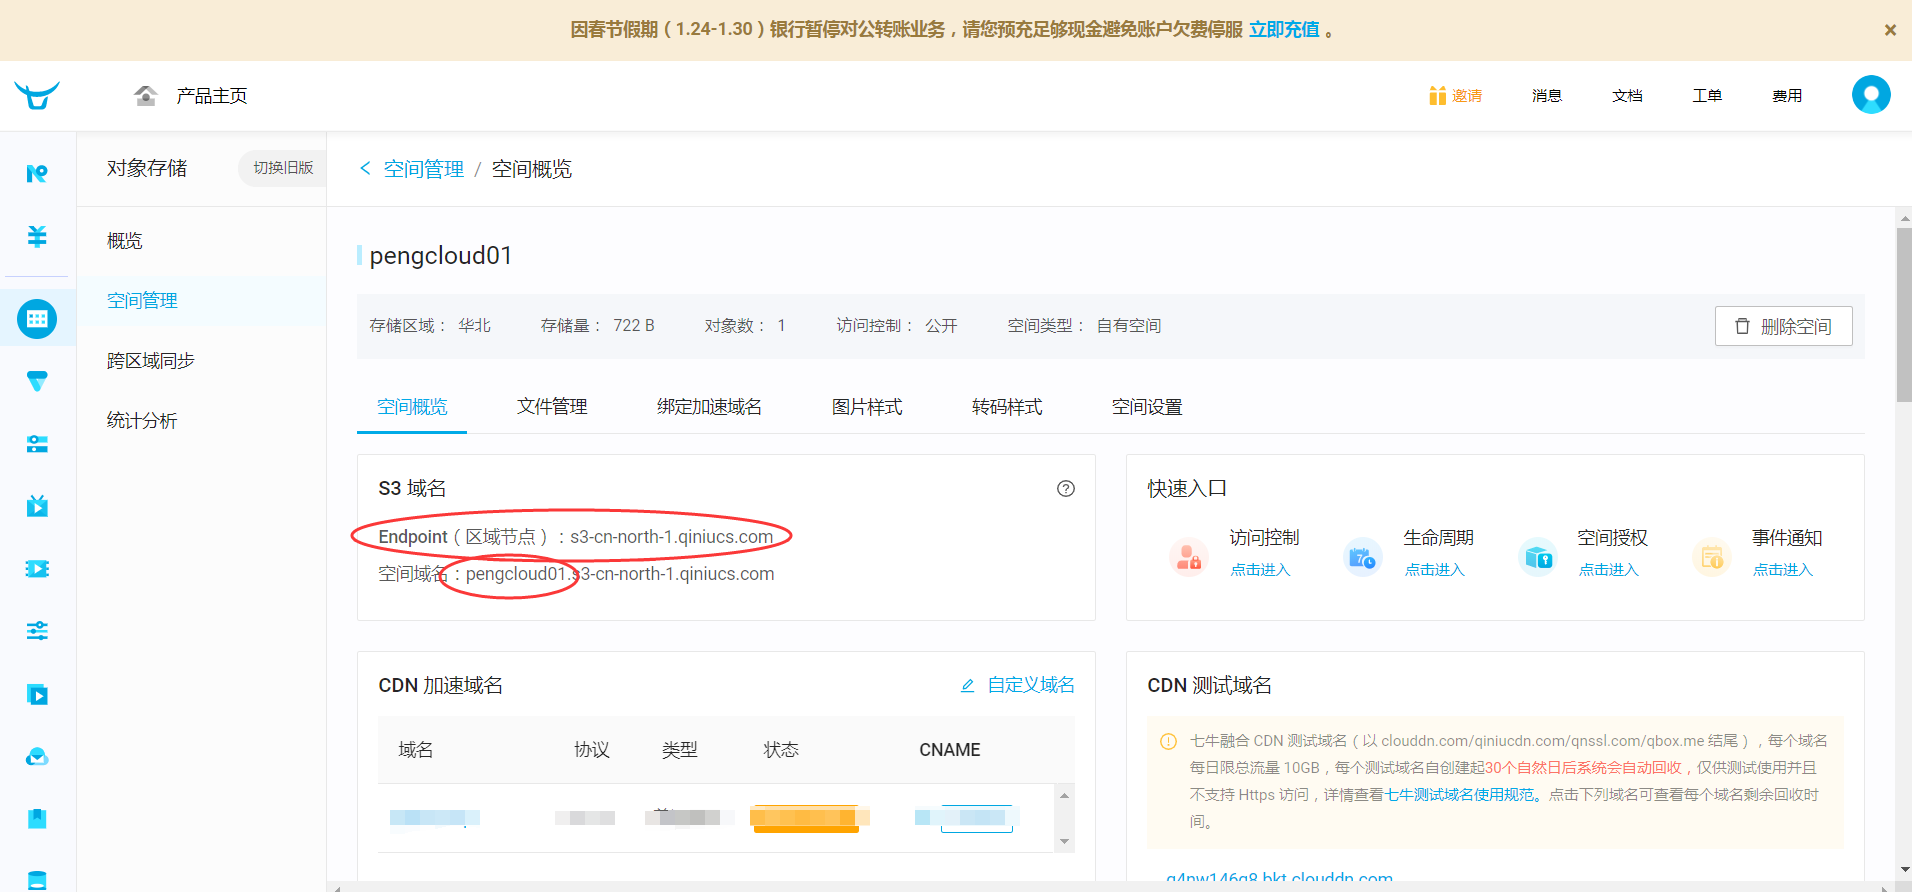 因春节假期（1.24-1.30）银行暂停对公转账业务，请您预充足够现金避免账户欠费停服 立即充值 。
×
产品主页
邀请
消息
文档
工单
费用
对象存储
切换旧版
空间管理 / 空间概览
概览
空间管理
跨区域同步
统计分析
pengcloud01
存储区域： 华北
存储量： 722 B
对象数： 1
访问控制： 公开
空间类型： 自有空间
删除空间
空间概览
文件管理
绑定加速域名
图片样式
转码样式
空间设置
S3 域名
Endpoint（区域节点）：s3-cn-north-1.qiniucs.com
空间域名：pengcloud01.s3-cn-north-1.qiniucs.com
快速入口
访问控制
点击进入
生命周期
点击进入
空间授权
点击进入
事件通知
点击进入
CDN 加速域名
自定义域名
域名
协议
类型
状态
CNAME
CDN 测试域名
七牛融合 CDN 测试域名（以 clouddn.com/qiniucdn.com/qnssl.com/qbox.me 结尾），每个域名
每日限总流量 10GB，每个测试域名自创建起30个自然日后系统会自动回收，仅供测试使用并且
不支持 Https 访问，详情查看七牛测试域名使用规范。点击下列域名可查看每个域名剩余回收时
间。